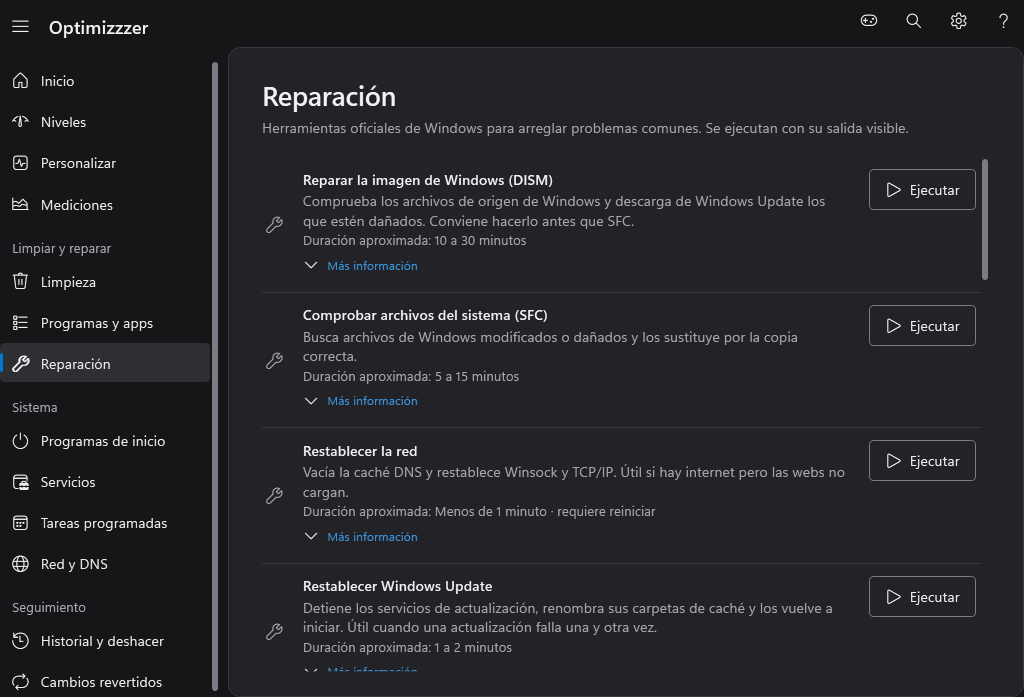 Optimizzzer
Inicio
Niveles
Personalizar
Mediciones
Limpiar y reparar
Limpieza
Programas y apps
Reparación
Sistema
Programas de inicio
Servicios
Tareas programadas
Red y DNS
Seguimiento
Historial y deshacer
Cambios revertidos
Reparación
Herramientas oficiales de Windows para arreglar problemas comunes. Se ejecutan con su salida visible.
Reparar la imagen de Windows (DISM)
Comprueba los archivos de origen de Windows y descarga de Windows Update los
que estén dañados. Conviene hacerlo antes que SFC.
Duración aproximada: 10 a 30 minutos
Más información
Ejecutar
Comprobar archivos del sistema (SFC)
Busca archivos de Windows modificados o dañados y los sustituye por la copia
correcta.
Duración aproximada: 5 a 15 minutos
Más información
Ejecutar
Restablecer la red
Vacía la caché DNS y restablece Winsock y TCP/IP. Útil si hay internet pero las webs no
cargan.
Duración aproximada: Menos de 1 minuto · requiere reiniciar
Más información
Ejecutar
Restablecer Windows Update
Detiene los servicios de actualización, renombra sus carpetas de caché y los vuelve a
iniciar. Útil cuando una actualización falla una y otra vez.
Duración aproximada: 1 a 2 minutos
Más información
Ejecutar